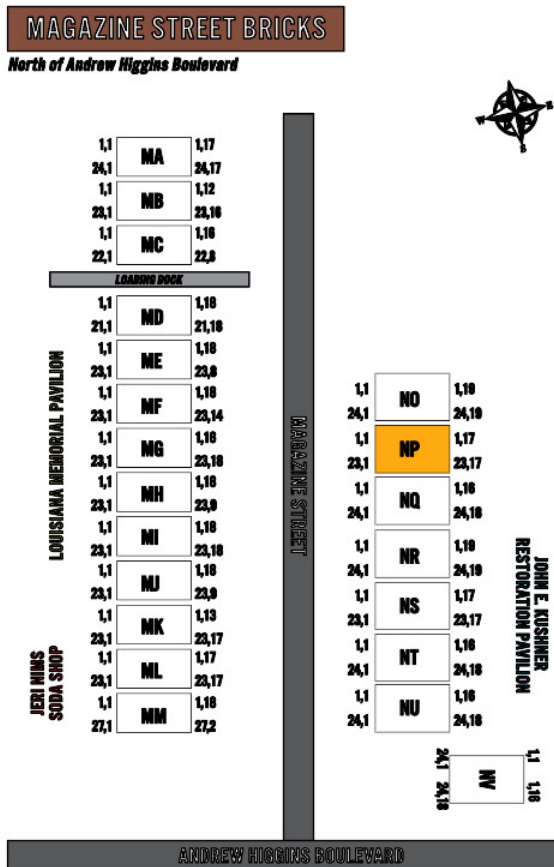 MAGAZINE STREET BRICKS
North of Andrew Higgins Boulevard
W
E
S
1,1 MA 1,17
24,1 24,17
1,1 MB 1,12
23,1 23,16
1,1 MC 1,16
22,1 22,8
LOADING DOCK
1,1 MD 1,18
21,1 21,18
1,1 ME 1,18
23,1 23,8
1,1 MF 1,18
23,1 23,14
1,1 MG 1,16
23,1 23,18
1,1 MH 1,18
23,1 23,9
1,1 MI 1,18
23,1 23,18
1,1 MJ 1,18
23,1 23,9
1,1 MK 1,13
23,1 23,17
1,1 ML 1,17
23,1 23,17
1,1 MM 1,18
27,1 27,2
LOUISIANA MEMORIAL PAVILION
JERI NIMS
SODA SHOP
MAGAZINE STREET
1,1 NO 1,19
24,1 24,19
1,1 NP 1,17
23,1 23,17
1,1 NQ 1,16
24,1 24,18
1,1 NR 1,19
24,1 24,19
1,1 NS 1,17
23,1 23,17
1,1 NT 1,16
24,1 24,18
1,1 NU 1,16
24,1 24,18
JOHN E. KUSHNER
RESTORATION PAVILION
24,1 NV 1,1
24,18 1,16
ANDREW HIGGINS BOULEVARD